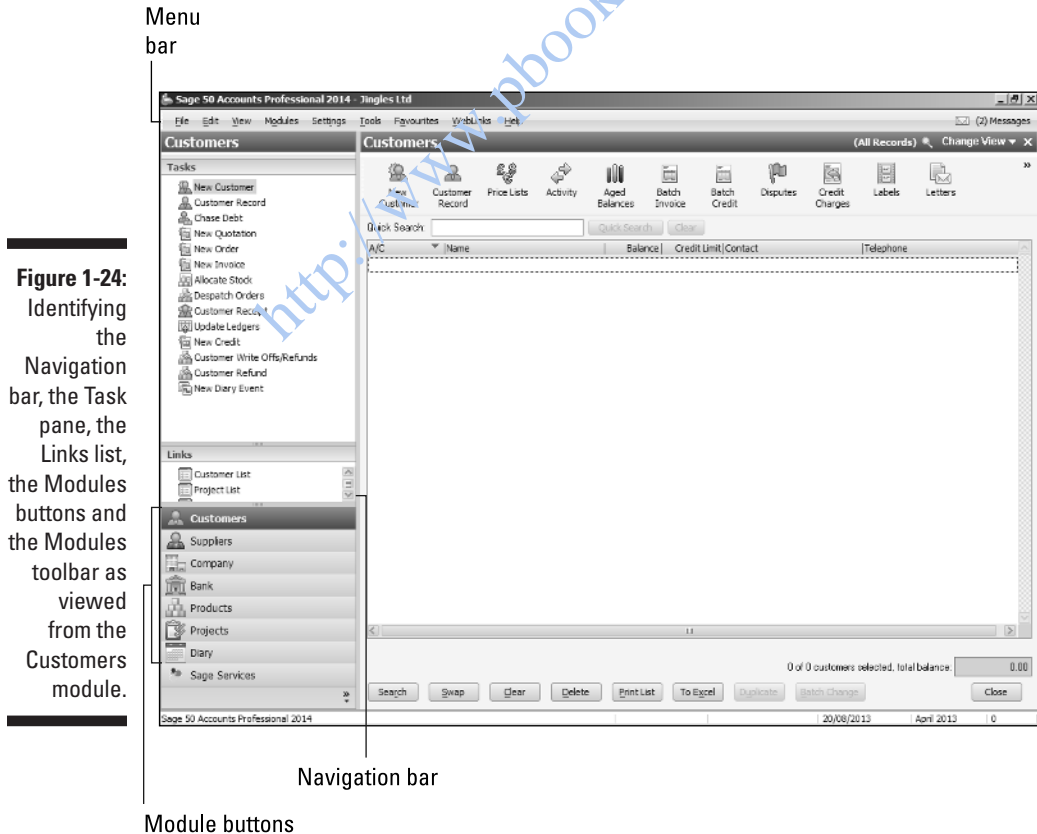 Menu
bar
Sage 50 Accounts Professional 2014 - Jingles Ltd
File Edit View Modules Settings Tools Favourites WebLinks Help
(2) Messages
Customers
Customers
(All Records) Change View
Tasks
New Customer
Customer Record
Chase Debt
New Quotation
New Order
New Invoice
Allocate Stock
Despatch Orders
Customer Receipt
Update Ledgers
New Credit
Customer Write Offs/Refunds
Customer Refund
New Diary Event
New Customer
Customer Record
Price Lists
Activity
Aged Balances
Batch Invoice
Batch Credit
Disputes
Credit Charges
Labels
Letters
»
Quick Search:
Quick Search
Clear
A/C Name Balance Credit Limit Contact Telephone
Links
Customer List
Project List
Customers
Suppliers
Company
Bank
Products
Projects
Diary
Sage Services
»
0 of 0 customers selected, total balance: 0.00
Search Swap Clear Delete Print List To Excel Duplicate Batch Change Close
Sage 50 Accounts Professional 2014
20/08/2013 April 2013 0
Figure 1-24:
Identifying
the
Navigation
bar, the Task
pane, the
Links list,
the Modules
buttons and
the Modules
toolbar as
viewed
from the
Customers
module.
Navigation bar
Module buttons